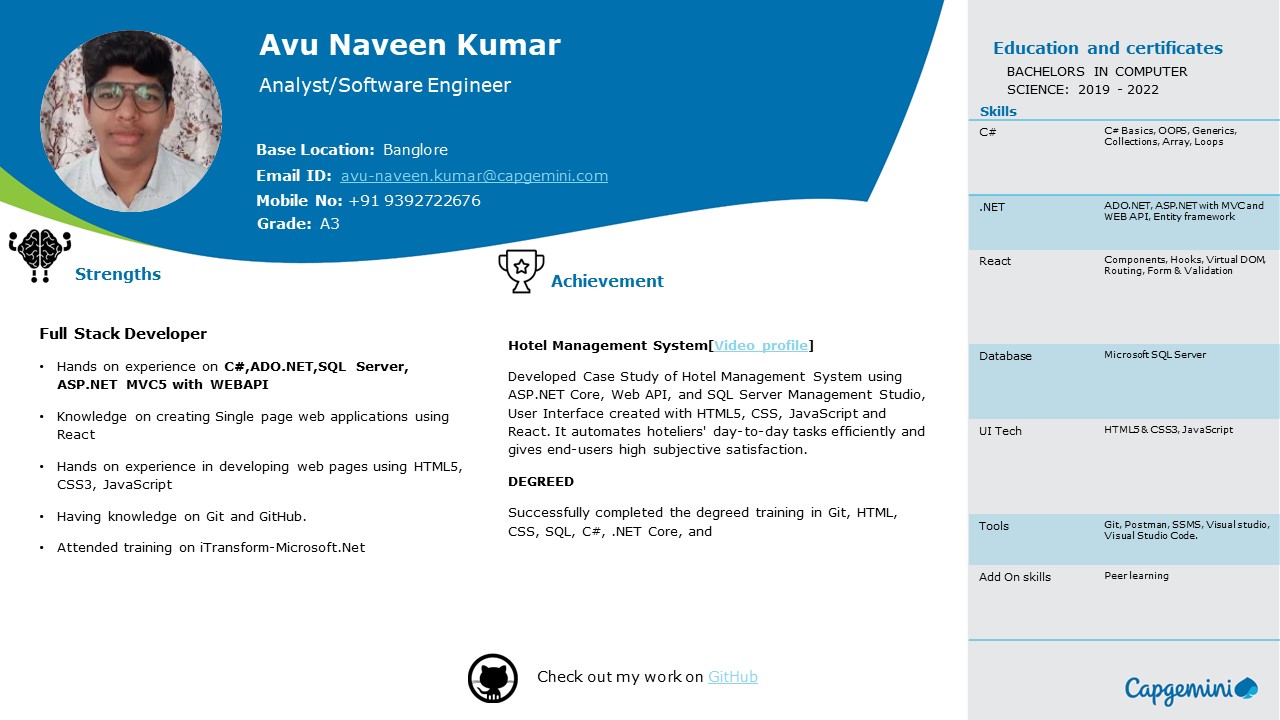 Avu Naveen Kumar
Analyst/Software Engineer
Base Location: Banglore
Email ID: avu-naveen.kumar@capgemini.com
Mobile No: +91 9392722676
Grade: A3
Strengths
Full Stack Developer
• Hands on experience on C#,ADO.NET,SQL Server,
ASP.NET MVC5 with WEBAPI
• Knowledge on creating Single page web applications using
React
• Hands on experience in developing web pages using HTML5,
CSS3, JavaScript
• Having knowledge on Git and GitHub.
• Attended training on iTransform-Microsoft.Net
Achievement
Hotel Management System[Video profile]
Developed Case Study of Hotel Management System using
ASP.NET Core, Web API, and SQL Server Management Studio,
User Interface created with HTML5, CSS, JavaScript and
React. It automates hoteliers' day-to-day tasks efficiently and
gives end-users high subjective satisfaction.
DEGREED
Successfully completed the degreed training in Git, HTML,
CSS, SQL, C#, .NET Core, and
Check out my work on GitHub
Education and certificates
BACHELORS IN COMPUTER
SCIENCE: 2019 - 2022
Skills
C# C# Basics, OOPS, Generics,
Collections, Array, Loops
.NET ADO.NET, ASP.NET with MVC and
WEB API, Entity framework
React Components, Hooks, Virtual DOM,
Routing, Form & Validation
Database Microsoft SQL Server
UI Tech HTML5 & CSS3, JavaScript
Tools Git, Postman, SSMS, Visual studio,
Visual Studio Code.
Add On skills Peer learning
Capgemini